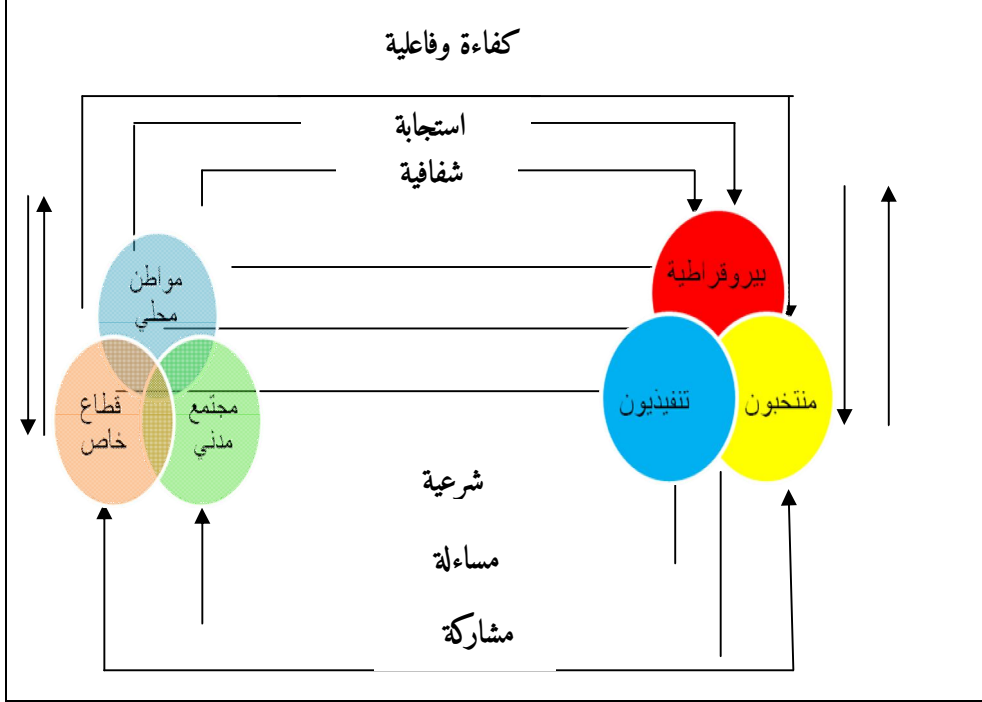 كفاءة وفاعلية
استجابة
شفافية
بيروقراطية
منتخبون
تنفيذيون
مواطن
محلي
مجتمع
مدني
قطاع
خاص
شرعية
مساءلة
مشاركة